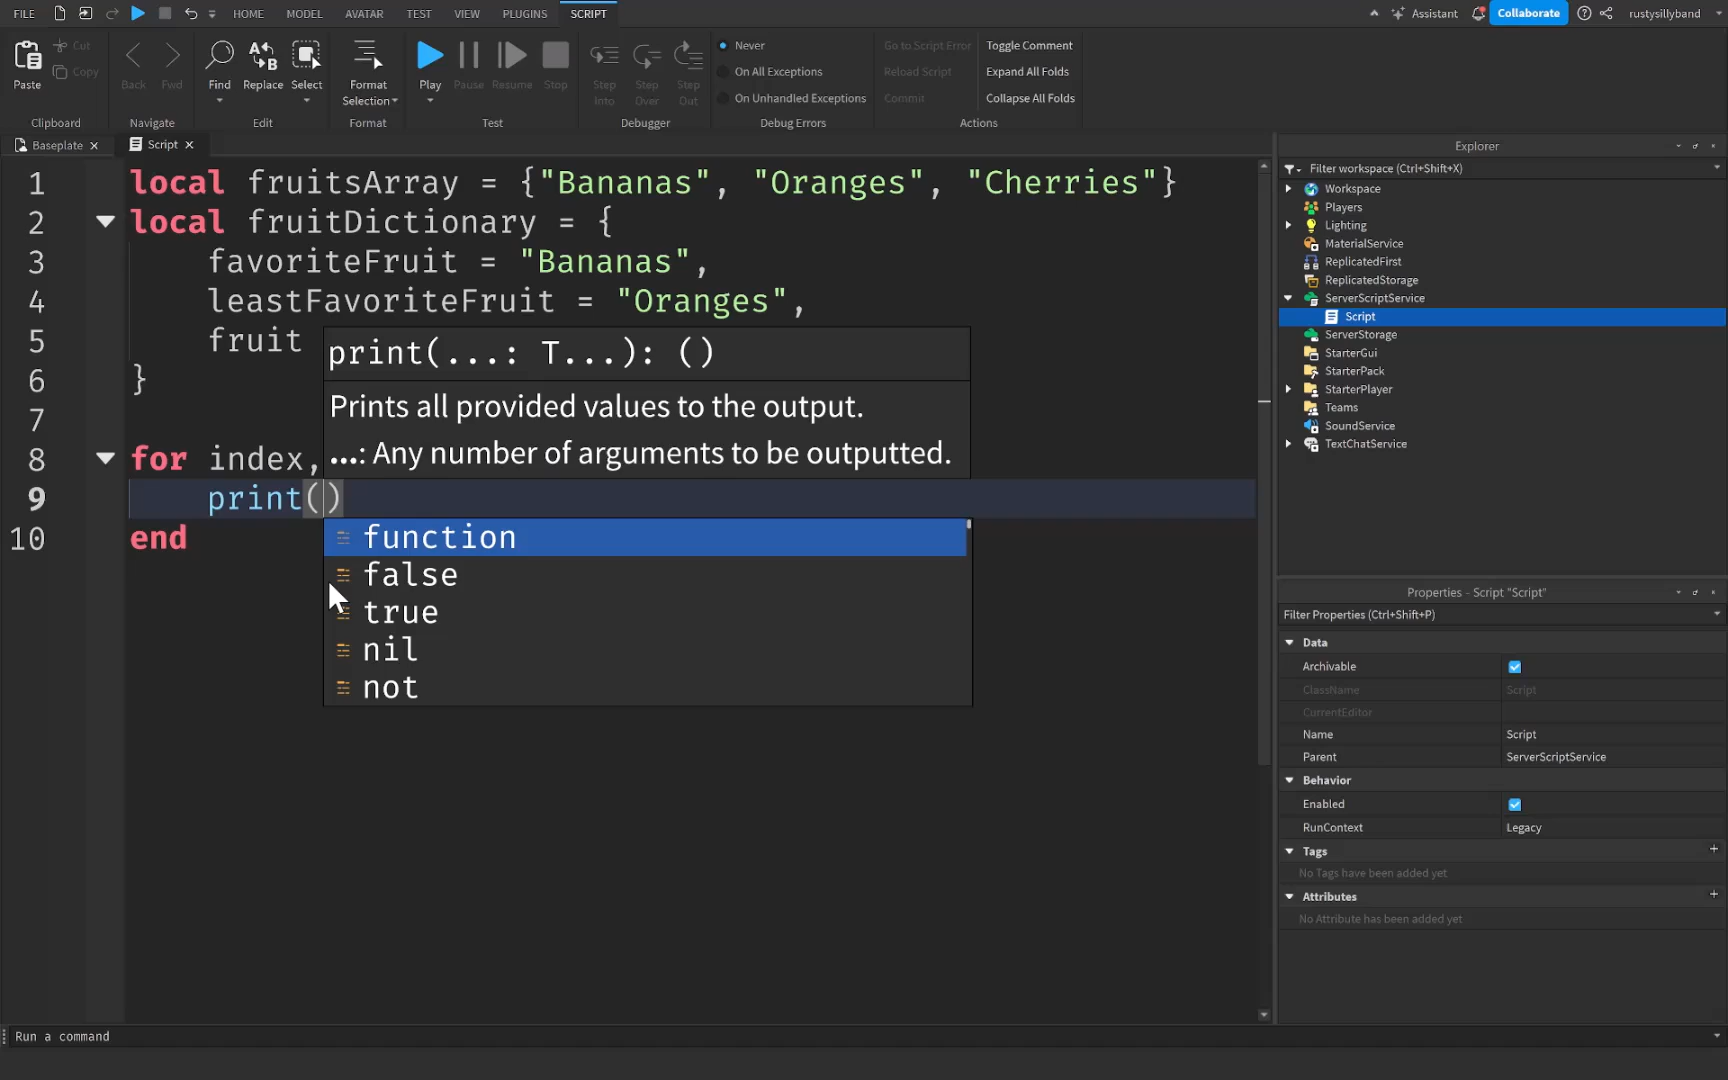 FILE HOME MODEL AVATAR TEST VIEW PLUGINS SCRIPT Assistant Collaborate rustysillyband
Paste Cut Copy Back Fwd Find Replace Select Format Selection Play Pause Resume Stop Step Into Step Over Step Out
Never
On All Exceptions
On Unhandled Exceptions
Go to Script Error
Reload Script
Commit
Toggle Comment
Expand All Folds
Collapse All Folds
Clipboard Navigate Edit Format Test Debugger Debug Errors Actions
Baseplate Script
1 local fruitsArray = {"Bananas", "Oranges", "Cherries"}
2 local fruitDictionary = {
3 favoriteFruit = "Bananas",
4 leastFavoriteFruit = "Oranges",
5 fruit
6 }
7
8 for index,
9 print()
10 end
print(...: T...): ()
Prints all provided values to the output.
...: Any number of arguments to be outputted.
function
false
true
nil
not
Explorer
Filter workspace (Ctrl+Shift+X)
Workspace
Players
Lighting
MaterialService
ReplicatedFirst
ReplicatedStorage
ServerScriptService
Script
ServerStorage
StarterGui
StarterPack
StarterPlayer
Teams
SoundService
TextChatService
Properties - Script "Script"
Filter Properties (Ctrl+Shift+P)
Data
Archivable
ClassName Script
CurrentEditor
Name Script
Parent ServerScriptService
Behavior
Enabled
RunContext Legacy
Tags
No Tags have been added yet
Attributes
No Attribute has been added yet
Run a command